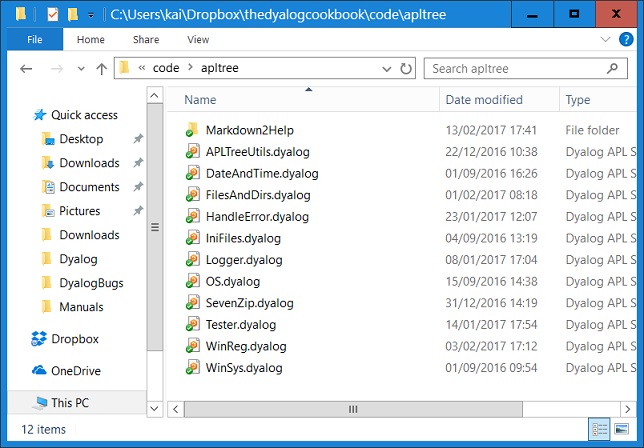 C:\Users\kai\Dropbox\thedyalogcookbook\code\apltree
File Home Share View
« code > apltree Search apltree
Name Date modified Type
Quick access
Desktop
Downloads
Documents
Pictures
Downloads
Dyalog
DyalogBugs
Manuals
Dropbox
OneDrive
This PC
Markdown2Help 13/02/2017 17:41 File folder
APLTreeUtils.dyalog 22/12/2016 10:38 Dyalog APL S
DateAndTime.dyalog 01/09/2016 16:26 Dyalog APL S
FilesAndDirs.dyalog 01/02/2017 08:18 Dyalog APL S
HandleError.dyalog 23/01/2017 12:07 Dyalog APL S
IniFiles.dyalog 04/09/2016 13:19 Dyalog APL S
Logger.dyalog 08/01/2017 17:04 Dyalog APL S
OS.dyalog 15/09/2016 14:38 Dyalog APL S
SevenZip.dyalog 31/12/2016 14:19 Dyalog APL S
Tester.dyalog 14/01/2017 17:54 Dyalog APL S
WinReg.dyalog 03/02/2017 17:12 Dyalog APL S
WinSys.dyalog 01/09/2016 09:54 Dyalog APL S
12 items